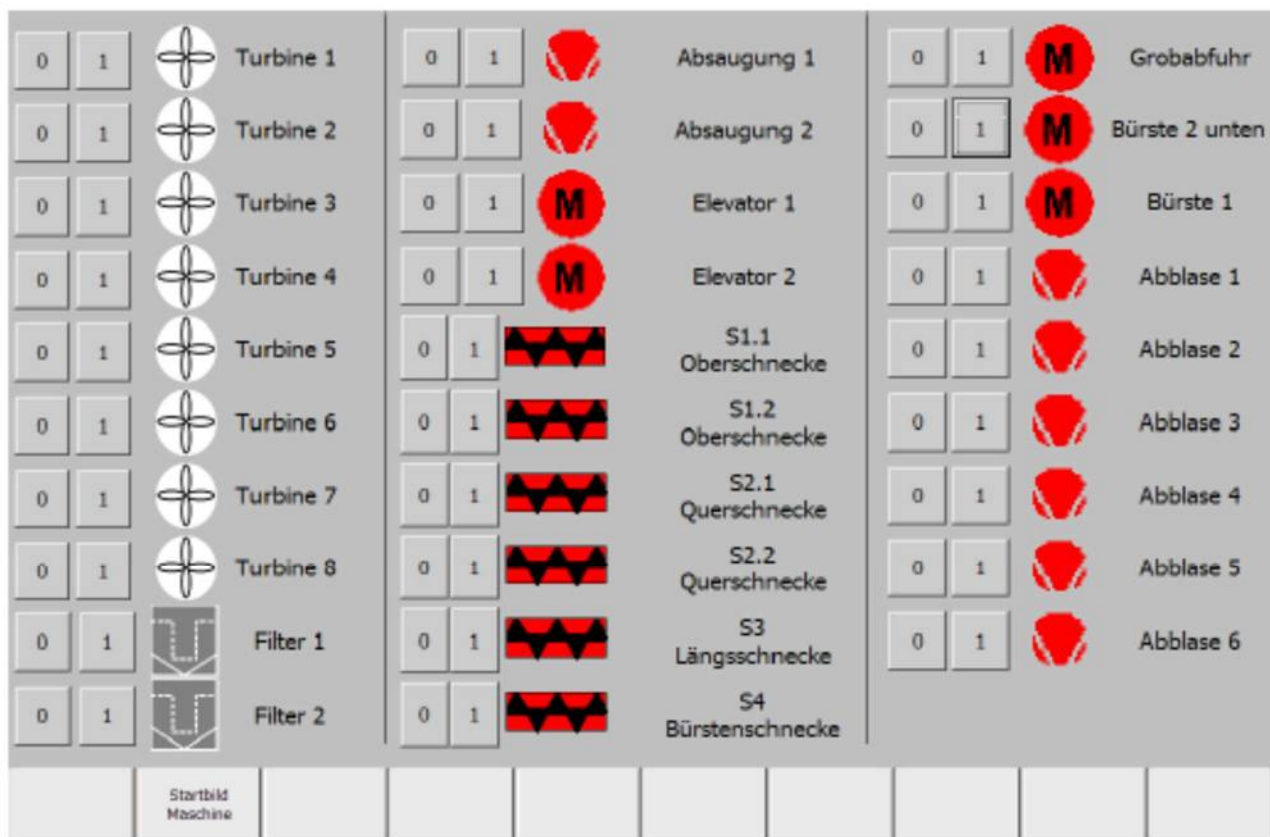 0 1 Turbine 1
0 1 Turbine 2
0 1 Turbine 3
0 1 Turbine 4
0 1 Turbine 5
0 1 Turbine 6
0 1 Turbine 7
0 1 Turbine 8
0 1 Filter 1
0 1 Filter 2
0 1 Absaugung 1
0 1 Absaugung 2
0 1 M Elevator 1
0 1 M Elevator 2
0 1 S1.1
Oberschnecke
0 1 S1.2
Oberschnecke
0 1 S2.1
Querschnecke
0 1 S2.2
Querschnecke
0 1 S3
Längsschnecke
0 1 S4
Bürstenschnecke
0 1 M Grobabfuhr
0 1 M Bürste 2 unten
0 1 M Bürste 1
0 1 Abblase 1
0 1 Abblase 2
0 1 Abblase 3
0 1 Abblase 4
0 1 Abblase 5
0 1 Abblase 6
Startbild
Maschine